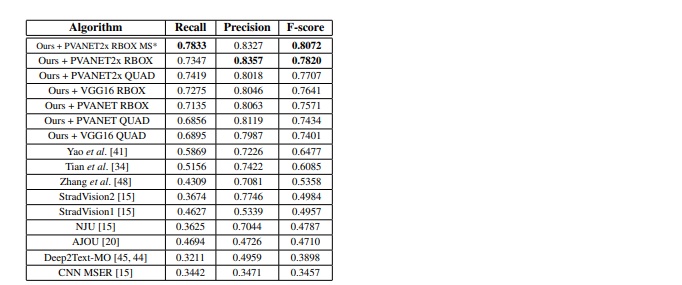 Algorithm Recall Precision F-score
Ours + PVANET2x RBOX MS* 0.7833 0.8327 0.8072
Ours + PVANET2x RBOX 0.7347 0.8357 0.7820
Ours + PVANET2x QUAD 0.7419 0.8018 0.7707
Ours + VGG16 RBOX 0.7275 0.8046 0.7641
Ours + PVANET RBOX 0.7135 0.8063 0.7571
Ours + PVANET QUAD 0.6856 0.8119 0.7434
Ours + VGG16 QUAD 0.6895 0.7987 0.7401
Yao et al. [41] 0.5869 0.7226 0.6477
Tian et al. [34] 0.5156 0.7422 0.6085
Zhang et al. [48] 0.4309 0.7081 0.5358
StradVision2 [15] 0.3674 0.7746 0.4984
StradVision1 [15] 0.4627 0.5339 0.4957
NJU [15] 0.3625 0.7044 0.4787
AJOU [20] 0.4694 0.4726 0.4710
Deep2Text-MO [45, 44] 0.3211 0.4959 0.3898
CNN MSER [15] 0.3442 0.3471 0.3457